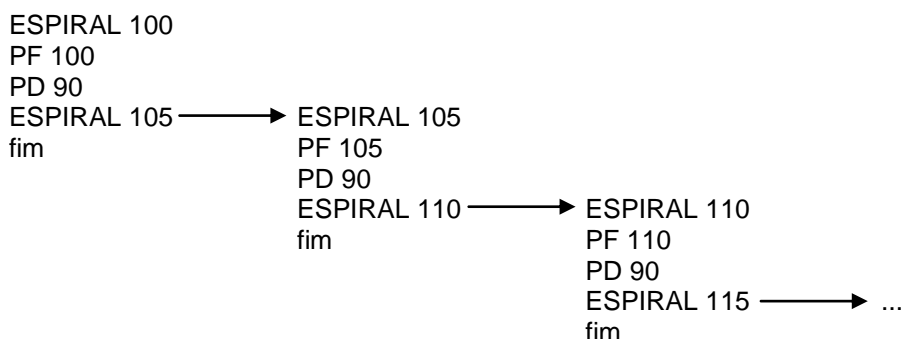 ESPIRAL 100
PF 100
PD 90
ESPIRAL 105
fim
ESPIRAL 105
PF 105
PD 90
ESPIRAL 110
fim
ESPIRAL 110
PF 110
PD 90
ESPIRAL 115
fim
...